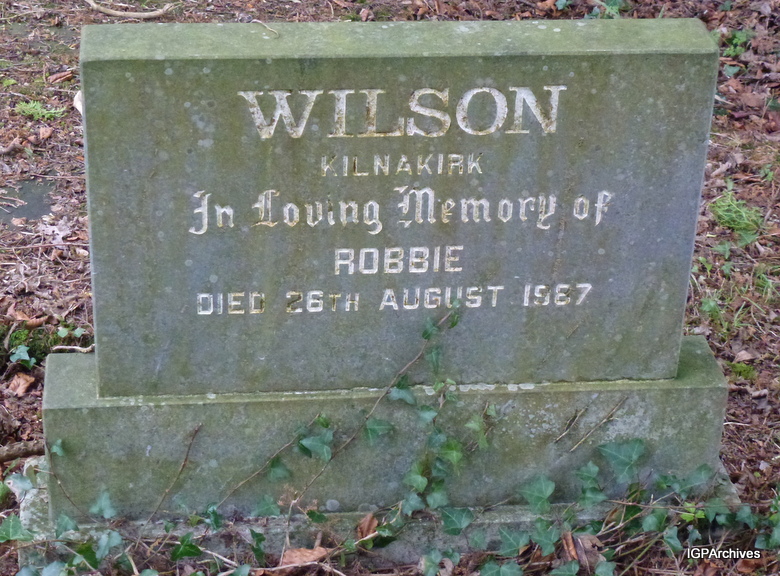 WILSON
KILNAKIRK
In Loving Memory of
ROBBIE
DIED 26TH AUGUST 1967
IGPArchives